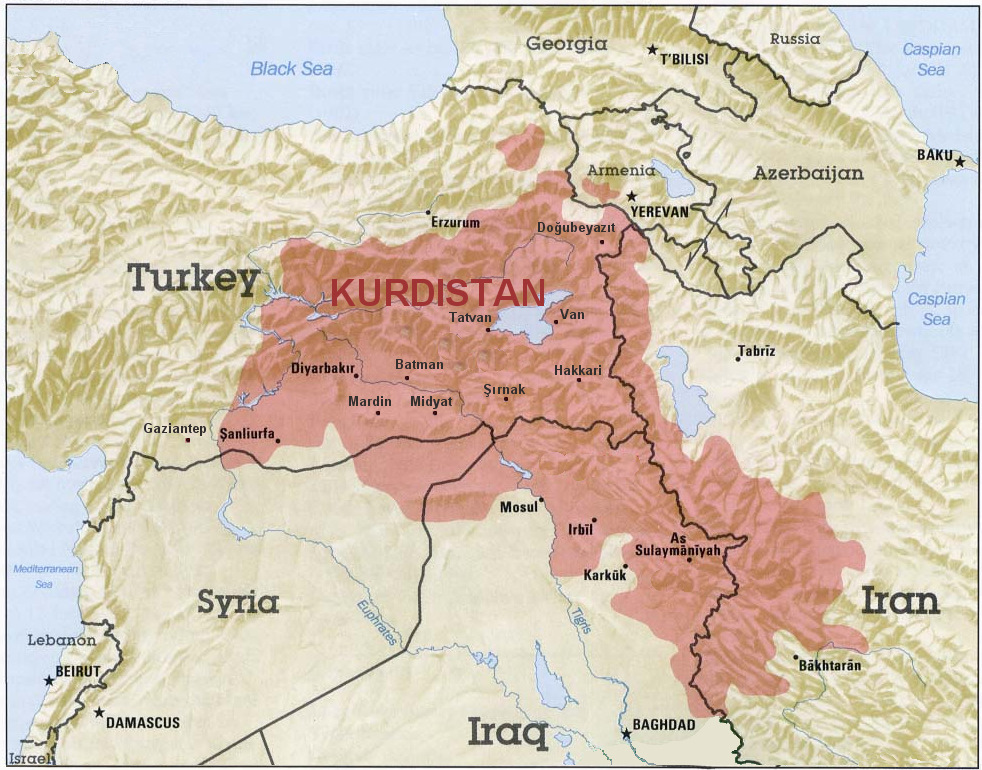 Georgia
Russia
T'BILISI
Caspian
Sea
Black Sea
BAKU
Armenia
Azerbaijan
YEREVAN
Erzurum
Doğubeyazıt
Turkey
KURDISTAN
Caspian
Sea
Tatvan
Van
Tabrīz
Diyarbakır
Batman
Hakkari
Şırnak
Mardin
Midyat
Gaziantep
Şanliurfa
Mosul
Irbīl
As
Sulaymānīyah
Karkūk
Mediterranean
Sea
Syria
Euphrates
Tigris
Iran
Lebanon
BEIRUT
Bākhtarān
DAMASCUS
Iraq
BAGHDAD
Israel